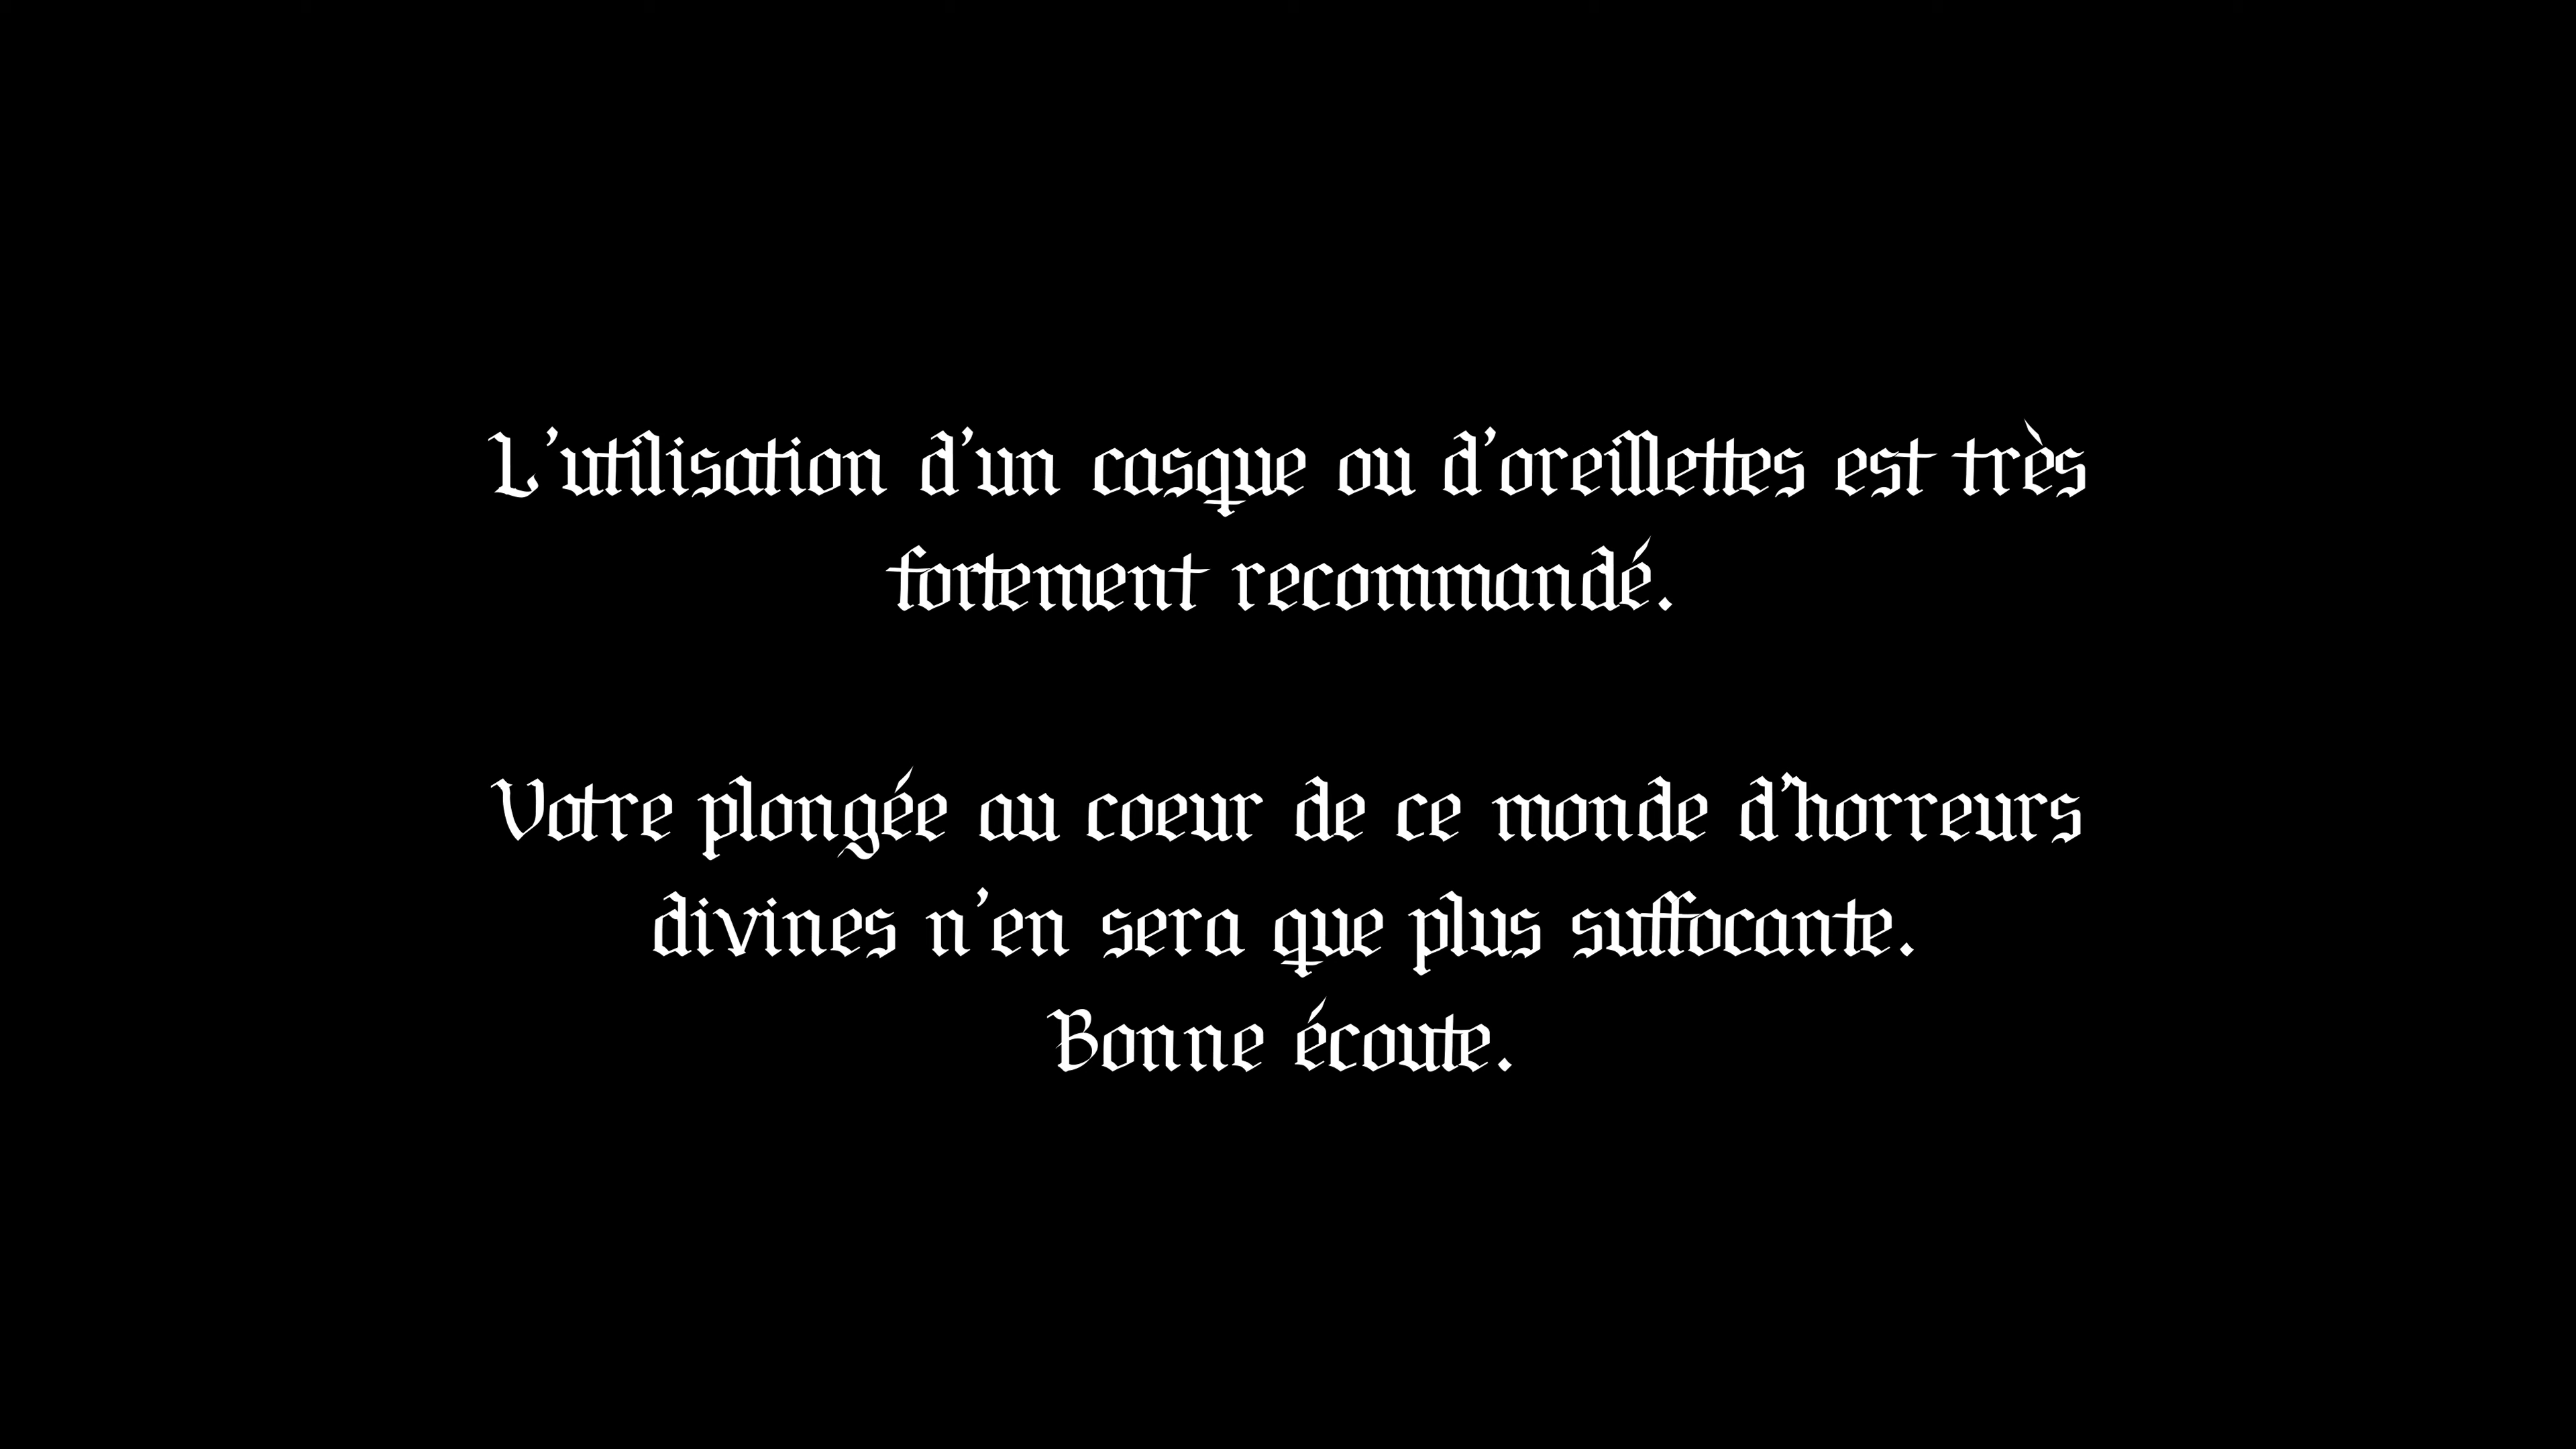 L'utilisation d'un casque ou d'oreillettes est très
fortement recommandé.
Votre plongée au coeur de ce monde d'horreurs
divines n'en sera que plus suffocante.
Bonne écoute.